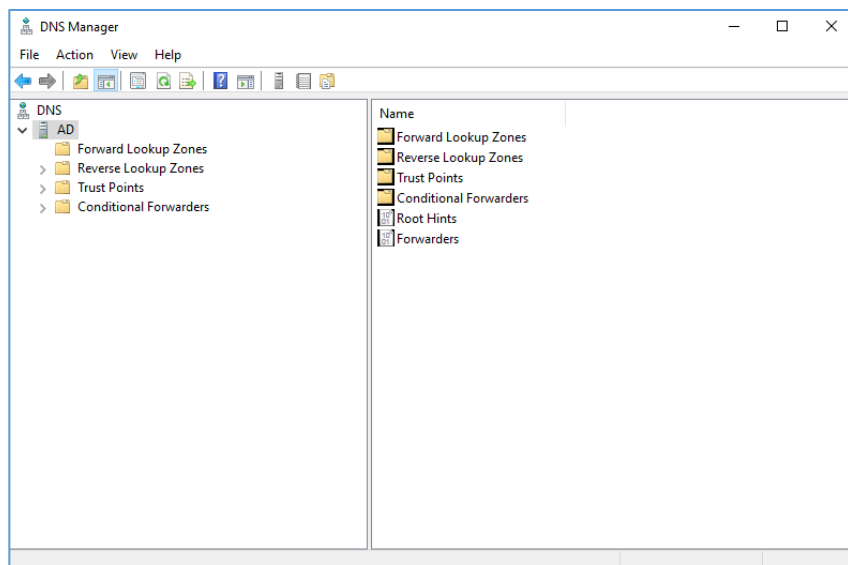 DNS Manager
File Action View Help
DNS
AD
Forward Lookup Zones
Reverse Lookup Zones
Trust Points
Conditional Forwarders
Name
Forward Lookup Zones
Reverse Lookup Zones
Trust Points
Conditional Forwarders
Root Hints
Forwarders